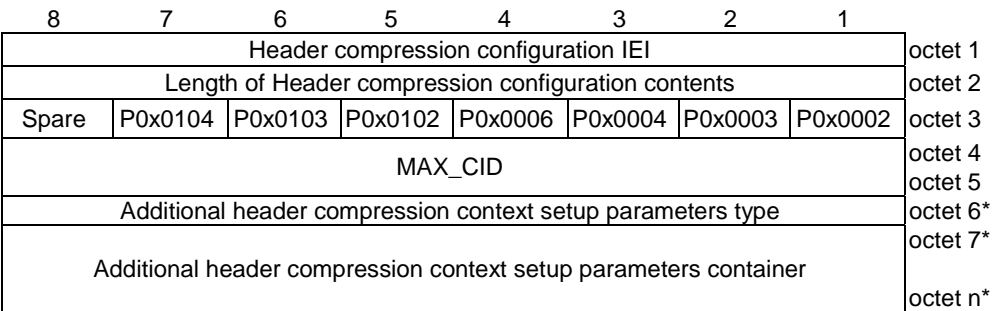 8 7 6 5 4 3 2 1
Header compression configuration IEI octet 1
Length of Header compression configuration contents octet 2
Spare P0x0104 P0x0103 P0x0102 P0x0006 P0x0004 P0x0003 P0x0002 octet 3
MAX_CID octet 4
octet 5
Additional header compression context setup parameters type octet 6*
octet 7*
Additional header compression context setup parameters container
octet n*